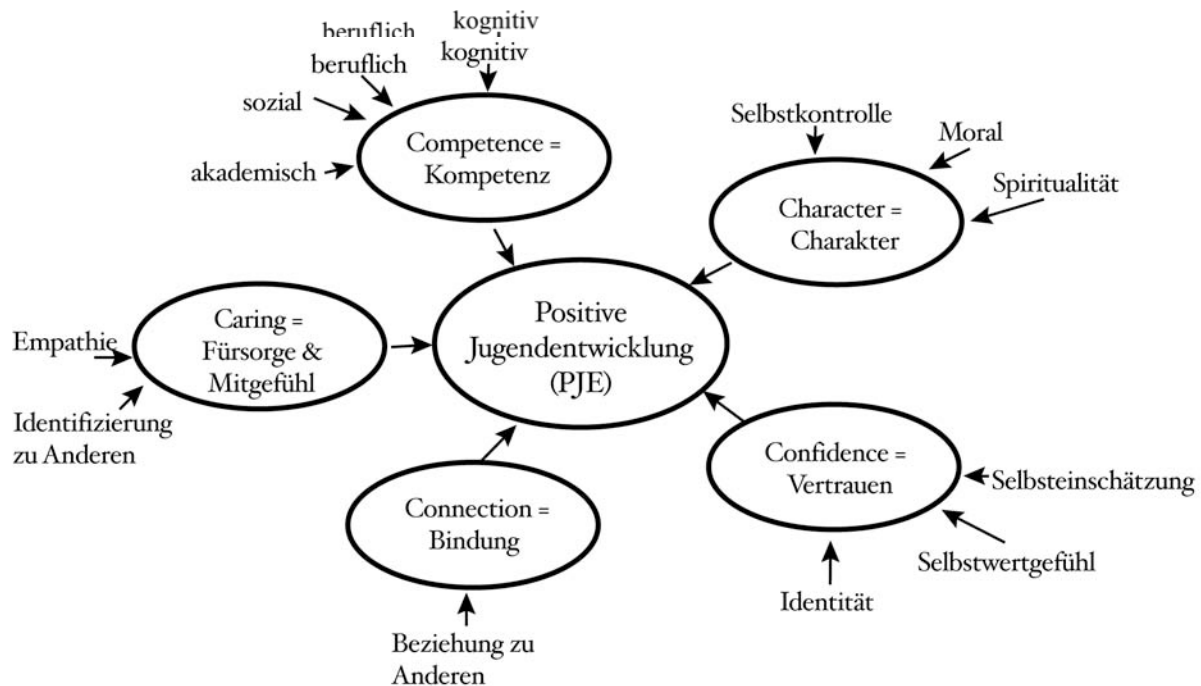 beruflich
kognitiv
kognitiv
beruflich
sozial
akademisch
Competence =
Kompetenz
Selbstkontrolle
Moral
Spiritualität
Character =
Charakter
Positive
Jugendentwicklung
(PJE)
Caring =
Fürsorge &
Mitgefühl
Empathie
Identifizierung
zu Anderen
Connection =
Bindung
Beziehung zu
Anderen
Confidence =
Vertrauen
Selbsteinschätzung
Selbstwertgefühl
Identität